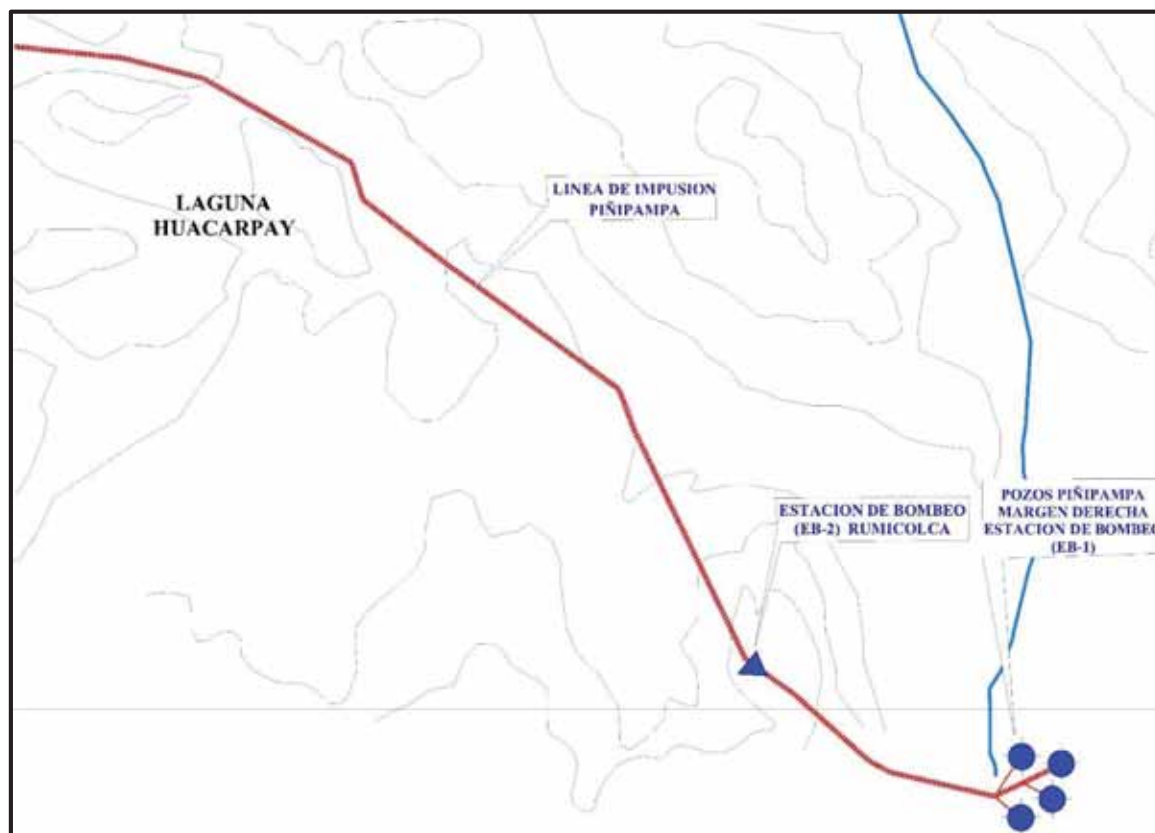 LAGUNA
HUACARPAY
LINEA DE IMPUSION
PIÑIPAMPA
ESTACION DE BOMBEO
(EB-2) RUMICOLCA
POZOS PIÑIPAMPA
MARGEN DERECHA
ESTACION DE BOMBEO
(EB-1)